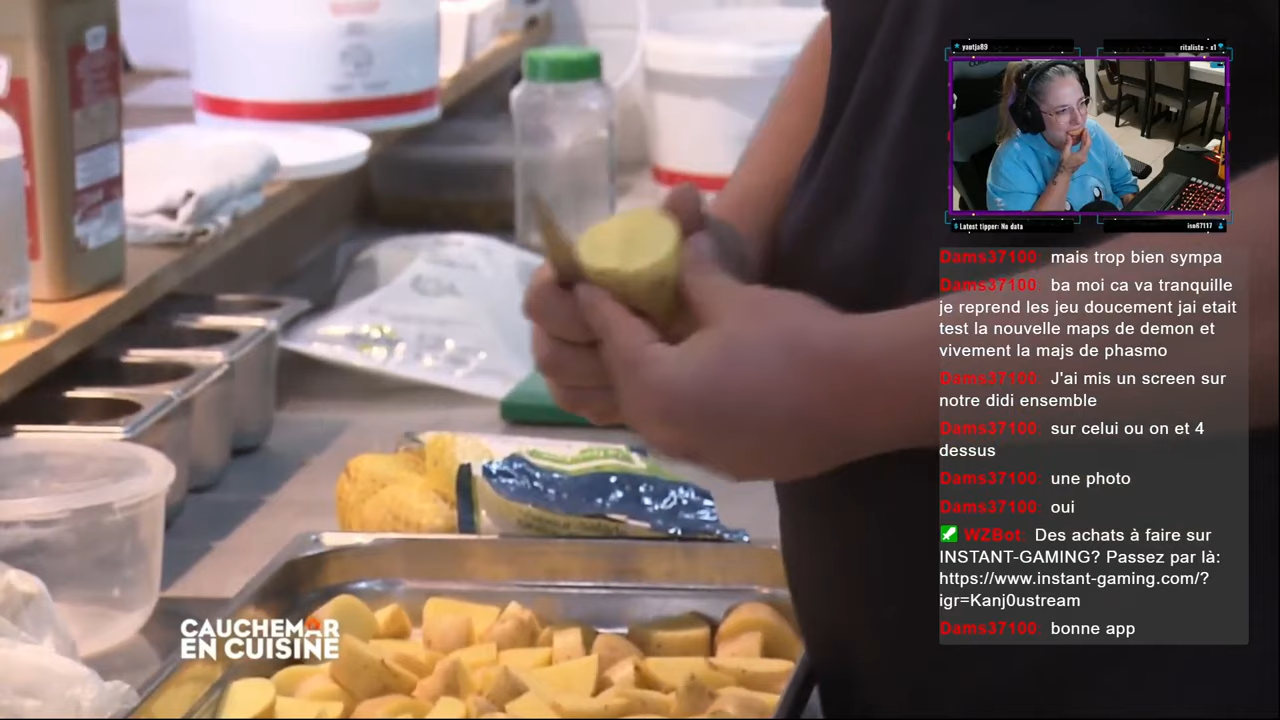 yautja89
ritaliste - x1
Latest tipper: No data
isa67117
Dams37100: mais trop bien sympa
Dams37100: ba moi ca va tranquille
je reprend les jeu doucement jai etait
test la nouvelle maps de demon et
vivement la majs de phasmo
Dams37100: J'ai mis un screen sur
notre didi ensemble
Dams37100: sur celui ou on et 4
dessus
Dams37100: une photo
Dams37100: oui
WZBot: Des achats à faire sur
INSTANT-GAMING? Passez par là:
https://www.instant-gaming.com/?
igr=Kanj0ustream
Dams37100: bonne app
CAUCHEMAR
EN CUISINE